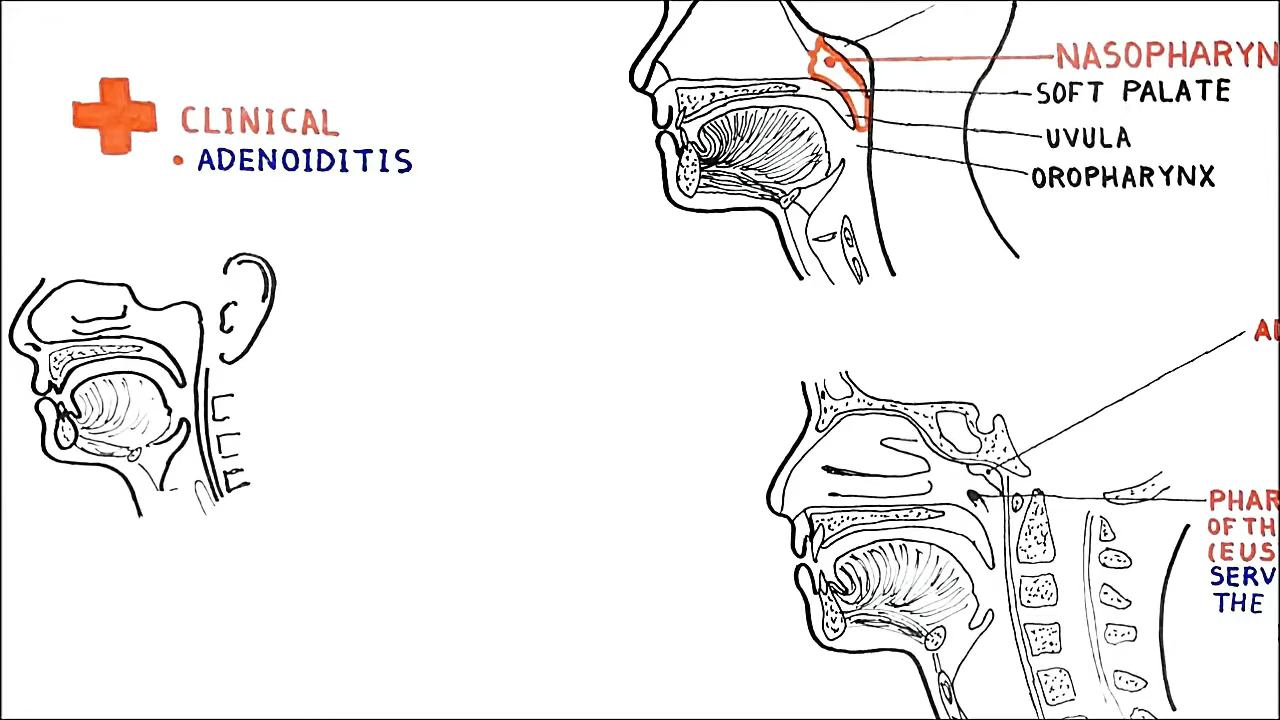 CLINICAL
• ADENOIDITIS
NASOPHARYN
SOFT PALATE
UVULA
OROPHARYNX
PHAR
OF TH
(EUS
SERV
THE